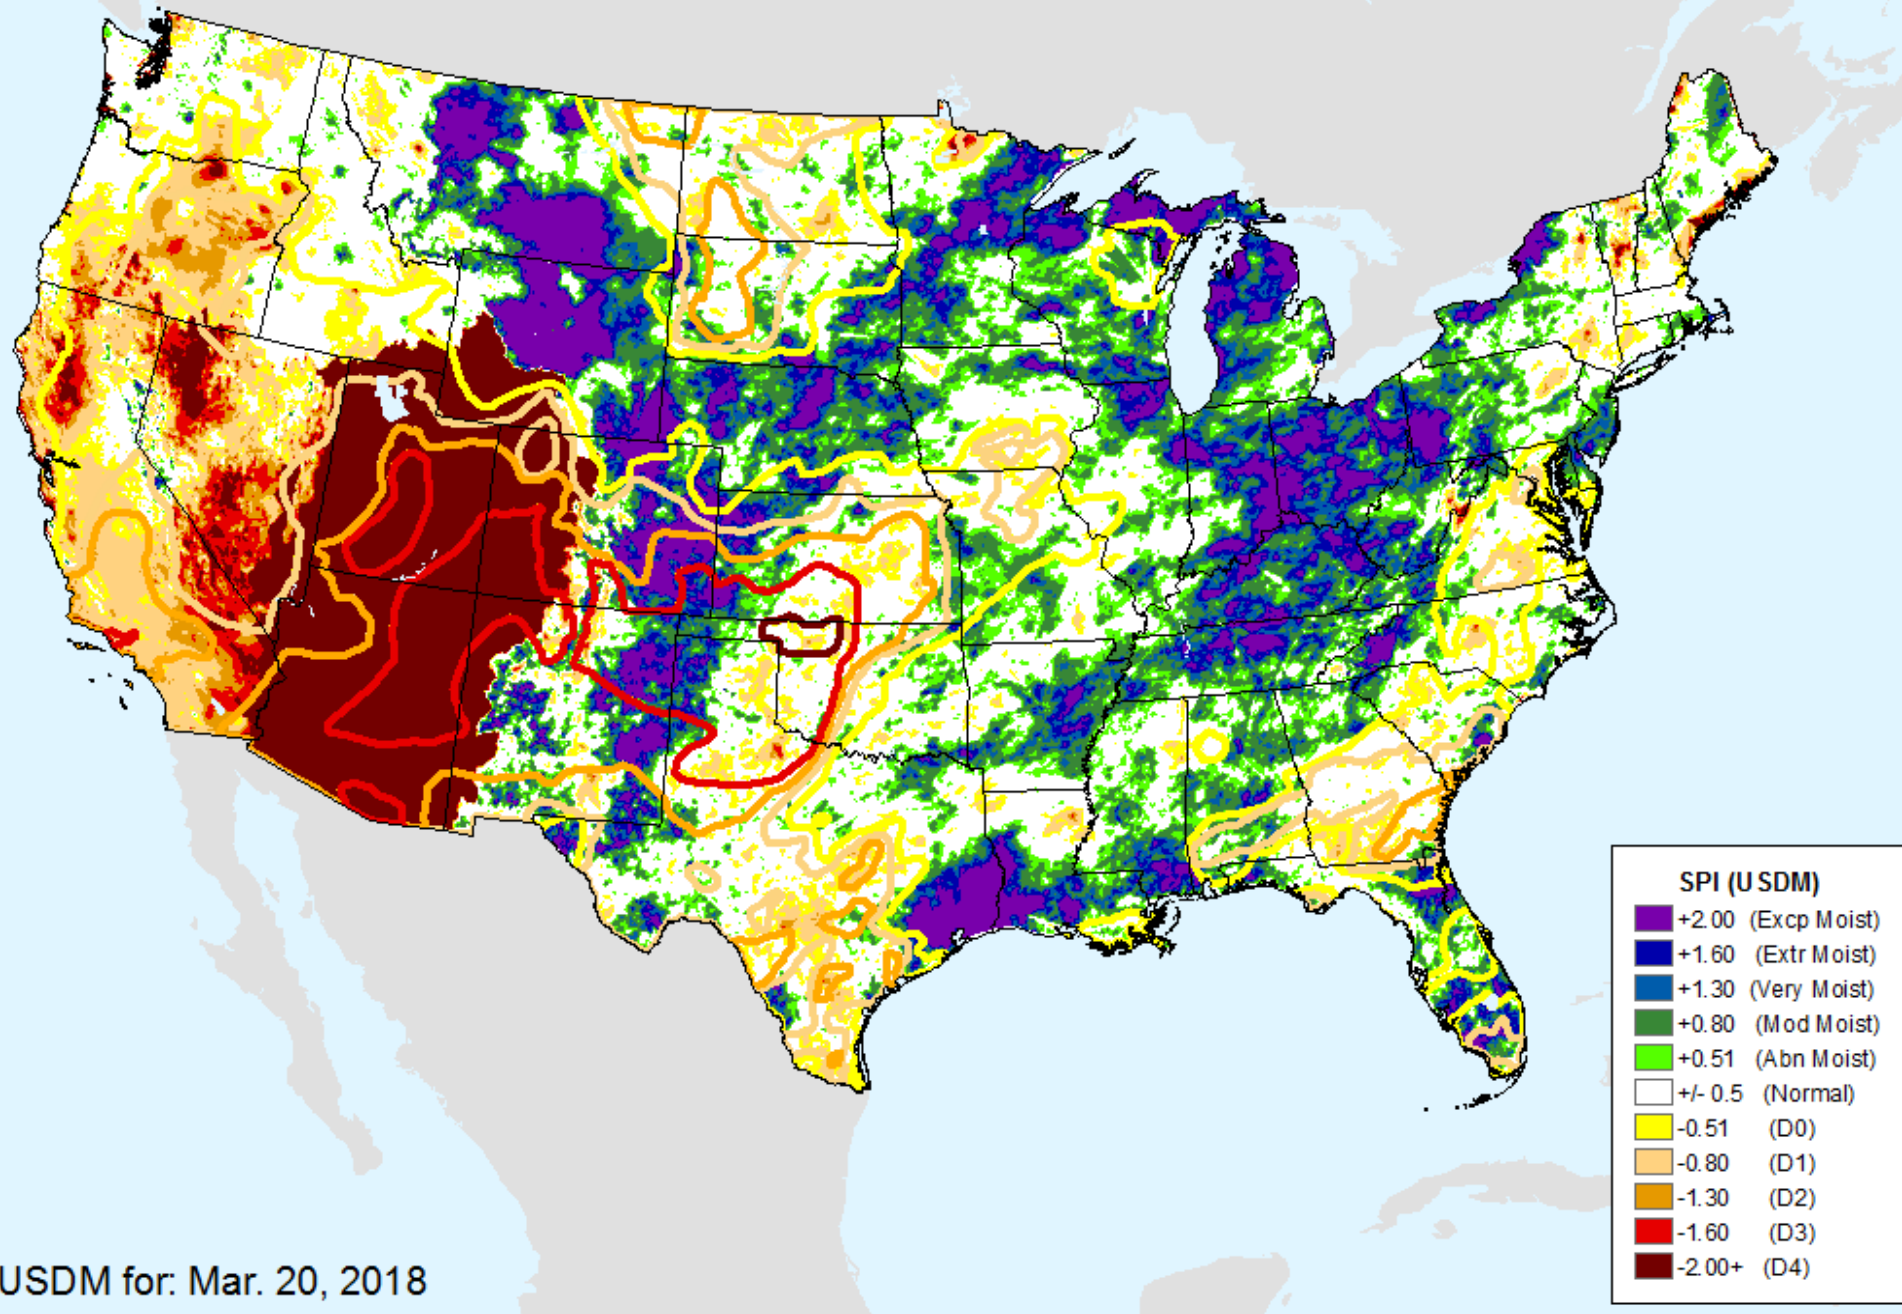 SPI (USDM)
+2.00 (Excp Moist)
+1.60 (Extr Moist)
+1.30 (Very Moist)
+0.80 (Mod Moist)
+0.51 (Abn Moist)
+/- 0.5 (Normal)
-0.51 (D0)
-0.80 (D1)
-1.30 (D2)
-1.60 (D3)
-2.00+ (D4)
USDM for: Mar. 20, 2018